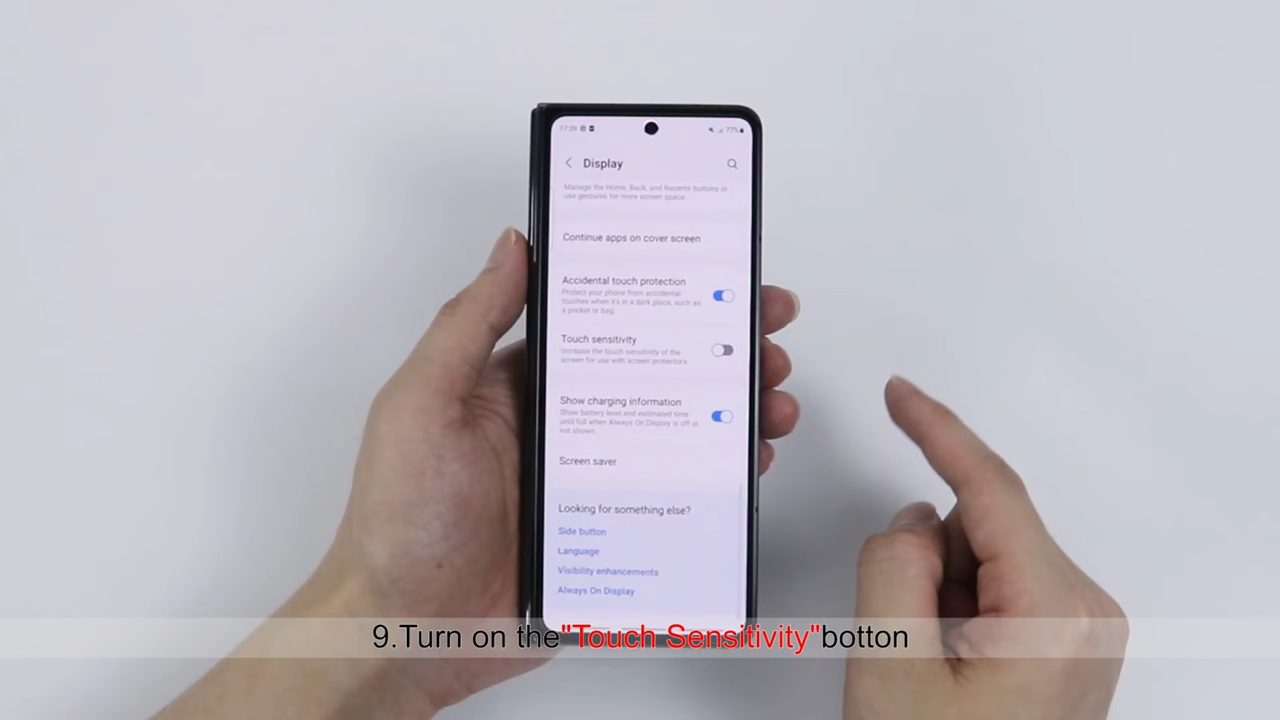 17:39
77%
Display
Manage the Home, Back, and Recents buttons or
use gestures for more screen space.
Continue apps on cover screen
Accidental touch protection
Protect your phone from accidental
touches when it's in a dark place, such as
a pocket or bag.
Touch sensitivity
Increase the touch sensitivity of the
screen for use with screen protectors.
Show charging information
Show battery level and estimated time
until full when Always On Display is off or
not shown.
Screen saver
Looking for something else?
Side button
Language
Visibility enhancements
Always On Display
9.Turn on the"Touch Sensitivity"botton